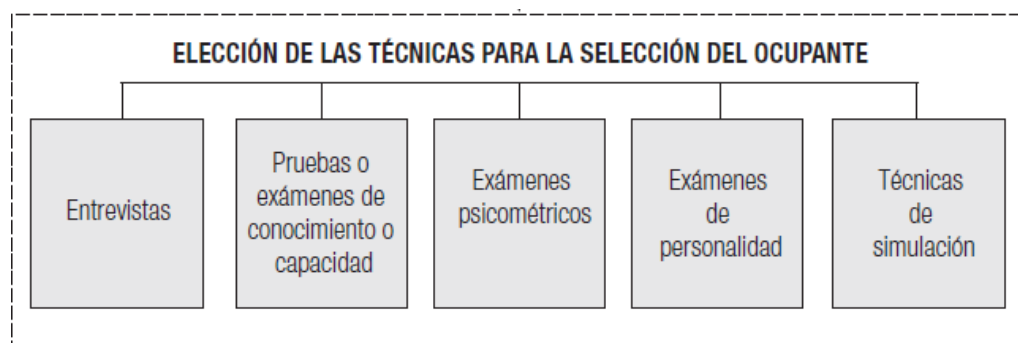 ELECCIÓN DE LAS TÉCNICAS PARA LA SELECCIÓN DEL OCUPANTE
Entrevistas
Pruebas o
exámenes de
conocimiento o
capacidad
Exámenes
psicométricos
Exámenes
de
personalidad
Técnicas
de
simulación